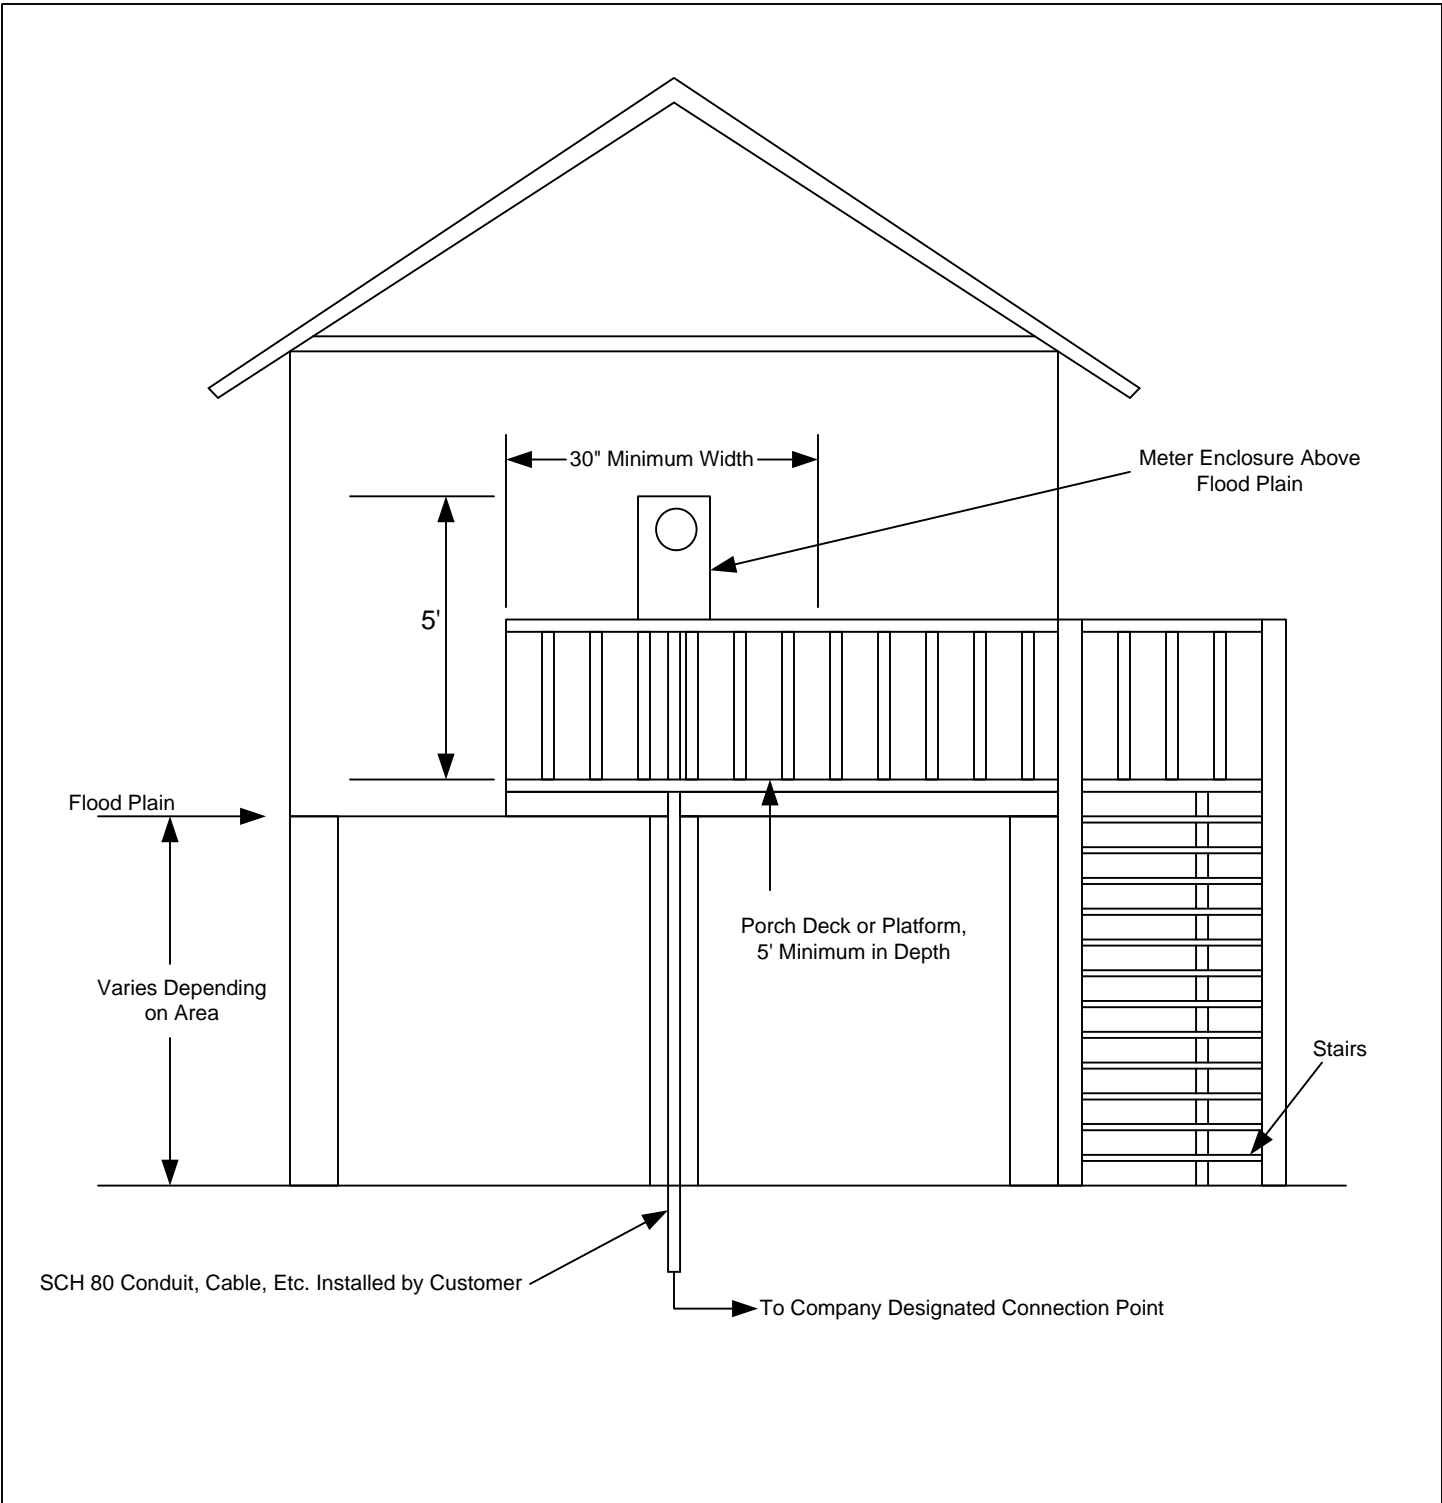 30" Minimum Width
Meter Enclosure Above
Flood Plain
5'
Flood Plain
Porch Deck or Platform,
5' Minimum in Depth
Varies Depending
on Area
Stairs
SCH 80 Conduit, Cable, Etc. Installed by Customer
To Company Designated Connection Point